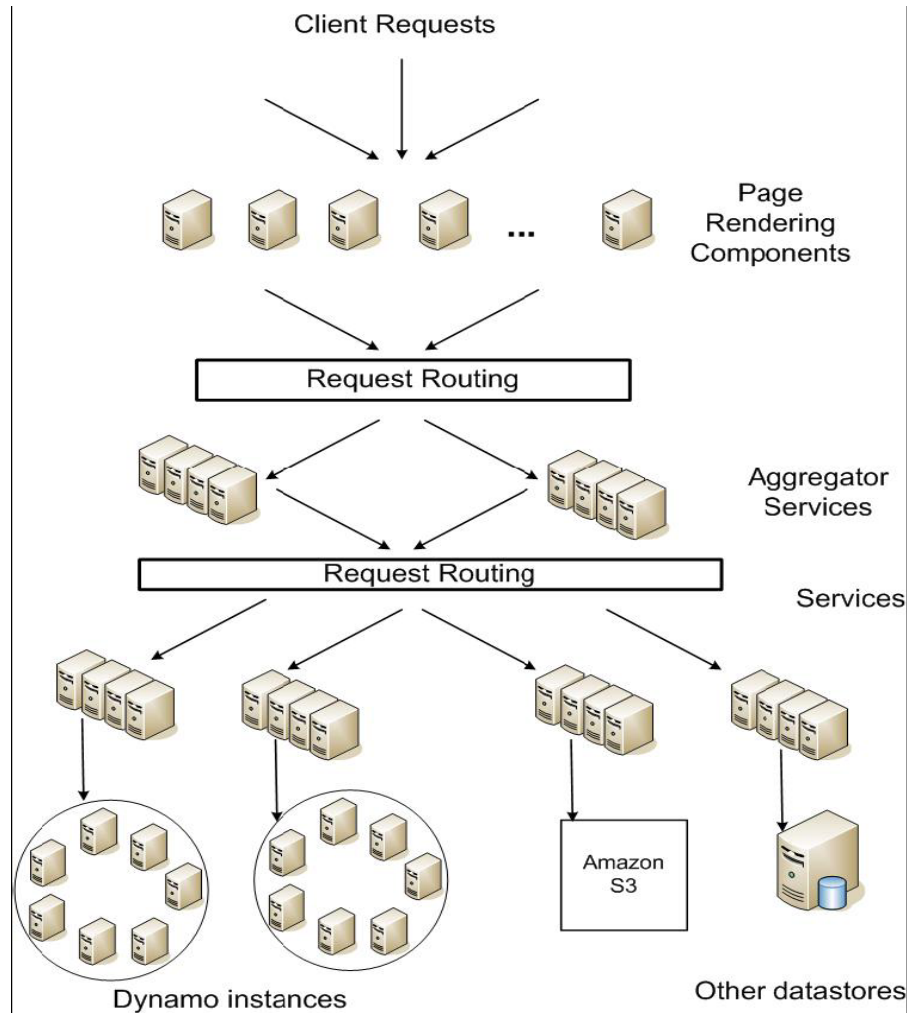 Client Requests
Page
Rendering
Components
...
Request Routing
Aggregator
Services
Request Routing
Services
Amazon
S3
Dynamo instances
Other datastores